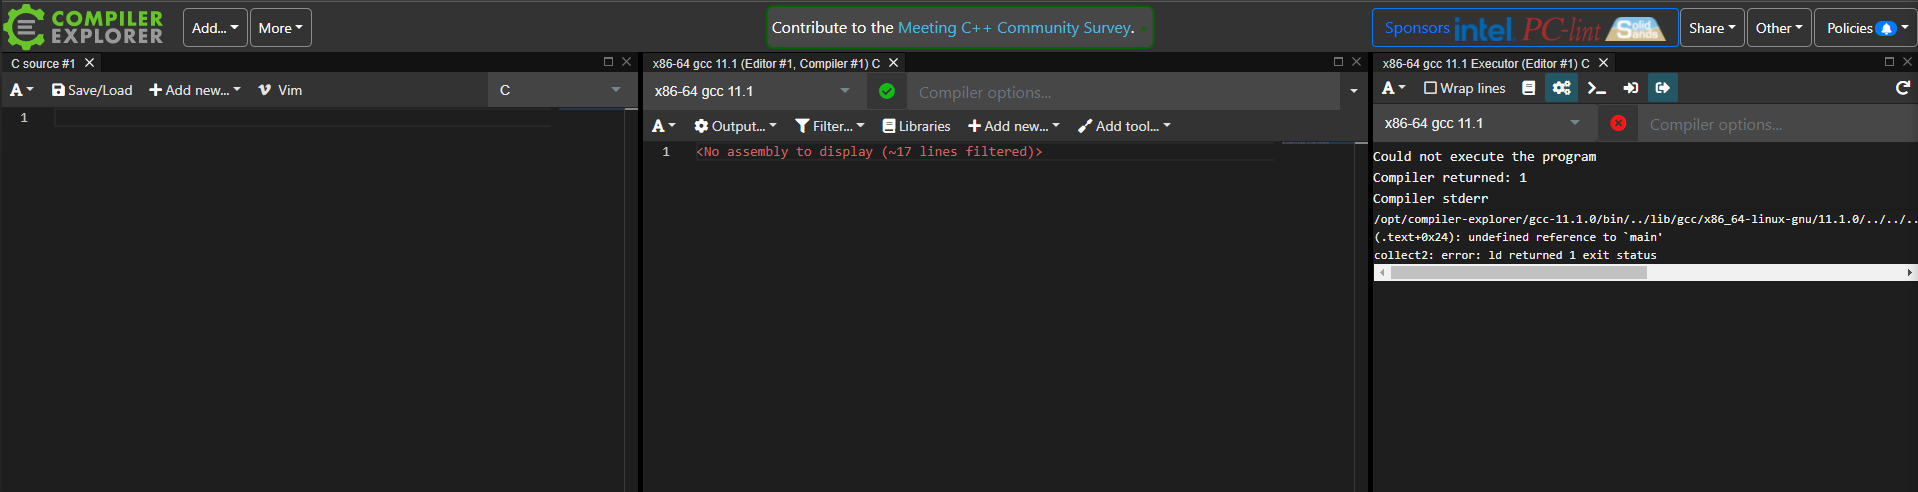 COMPILER EXPLORER Add... More Contribute to the Meeting C++ Community Survey. Sponsors intel. PC-lint Solid Sands Share Other Policies
C source #1
A Save/Load + Add new... Vim C
1
x86-64 gcc 11.1 (Editor #1, Compiler #1) C
x86-64 gcc 11.1 Compiler options...
A Output... Filter... Libraries + Add new... Add tool...
1 <No assembly to display (~17 lines filtered)>
x86-64 gcc 11.1 Executor (Editor #1) C
A Wrap lines
x86-64 gcc 11.1 Compiler options...
Could not execute the program
Compiler returned: 1
Compiler stderr
/opt/compiler-explorer/gcc-11.1.0/bin/../lib/gcc/x86_64-linux-gnu/11.1.0/../../..
(.text+0x24): undefined reference to `main'
collect2: error: ld returned 1 exit status